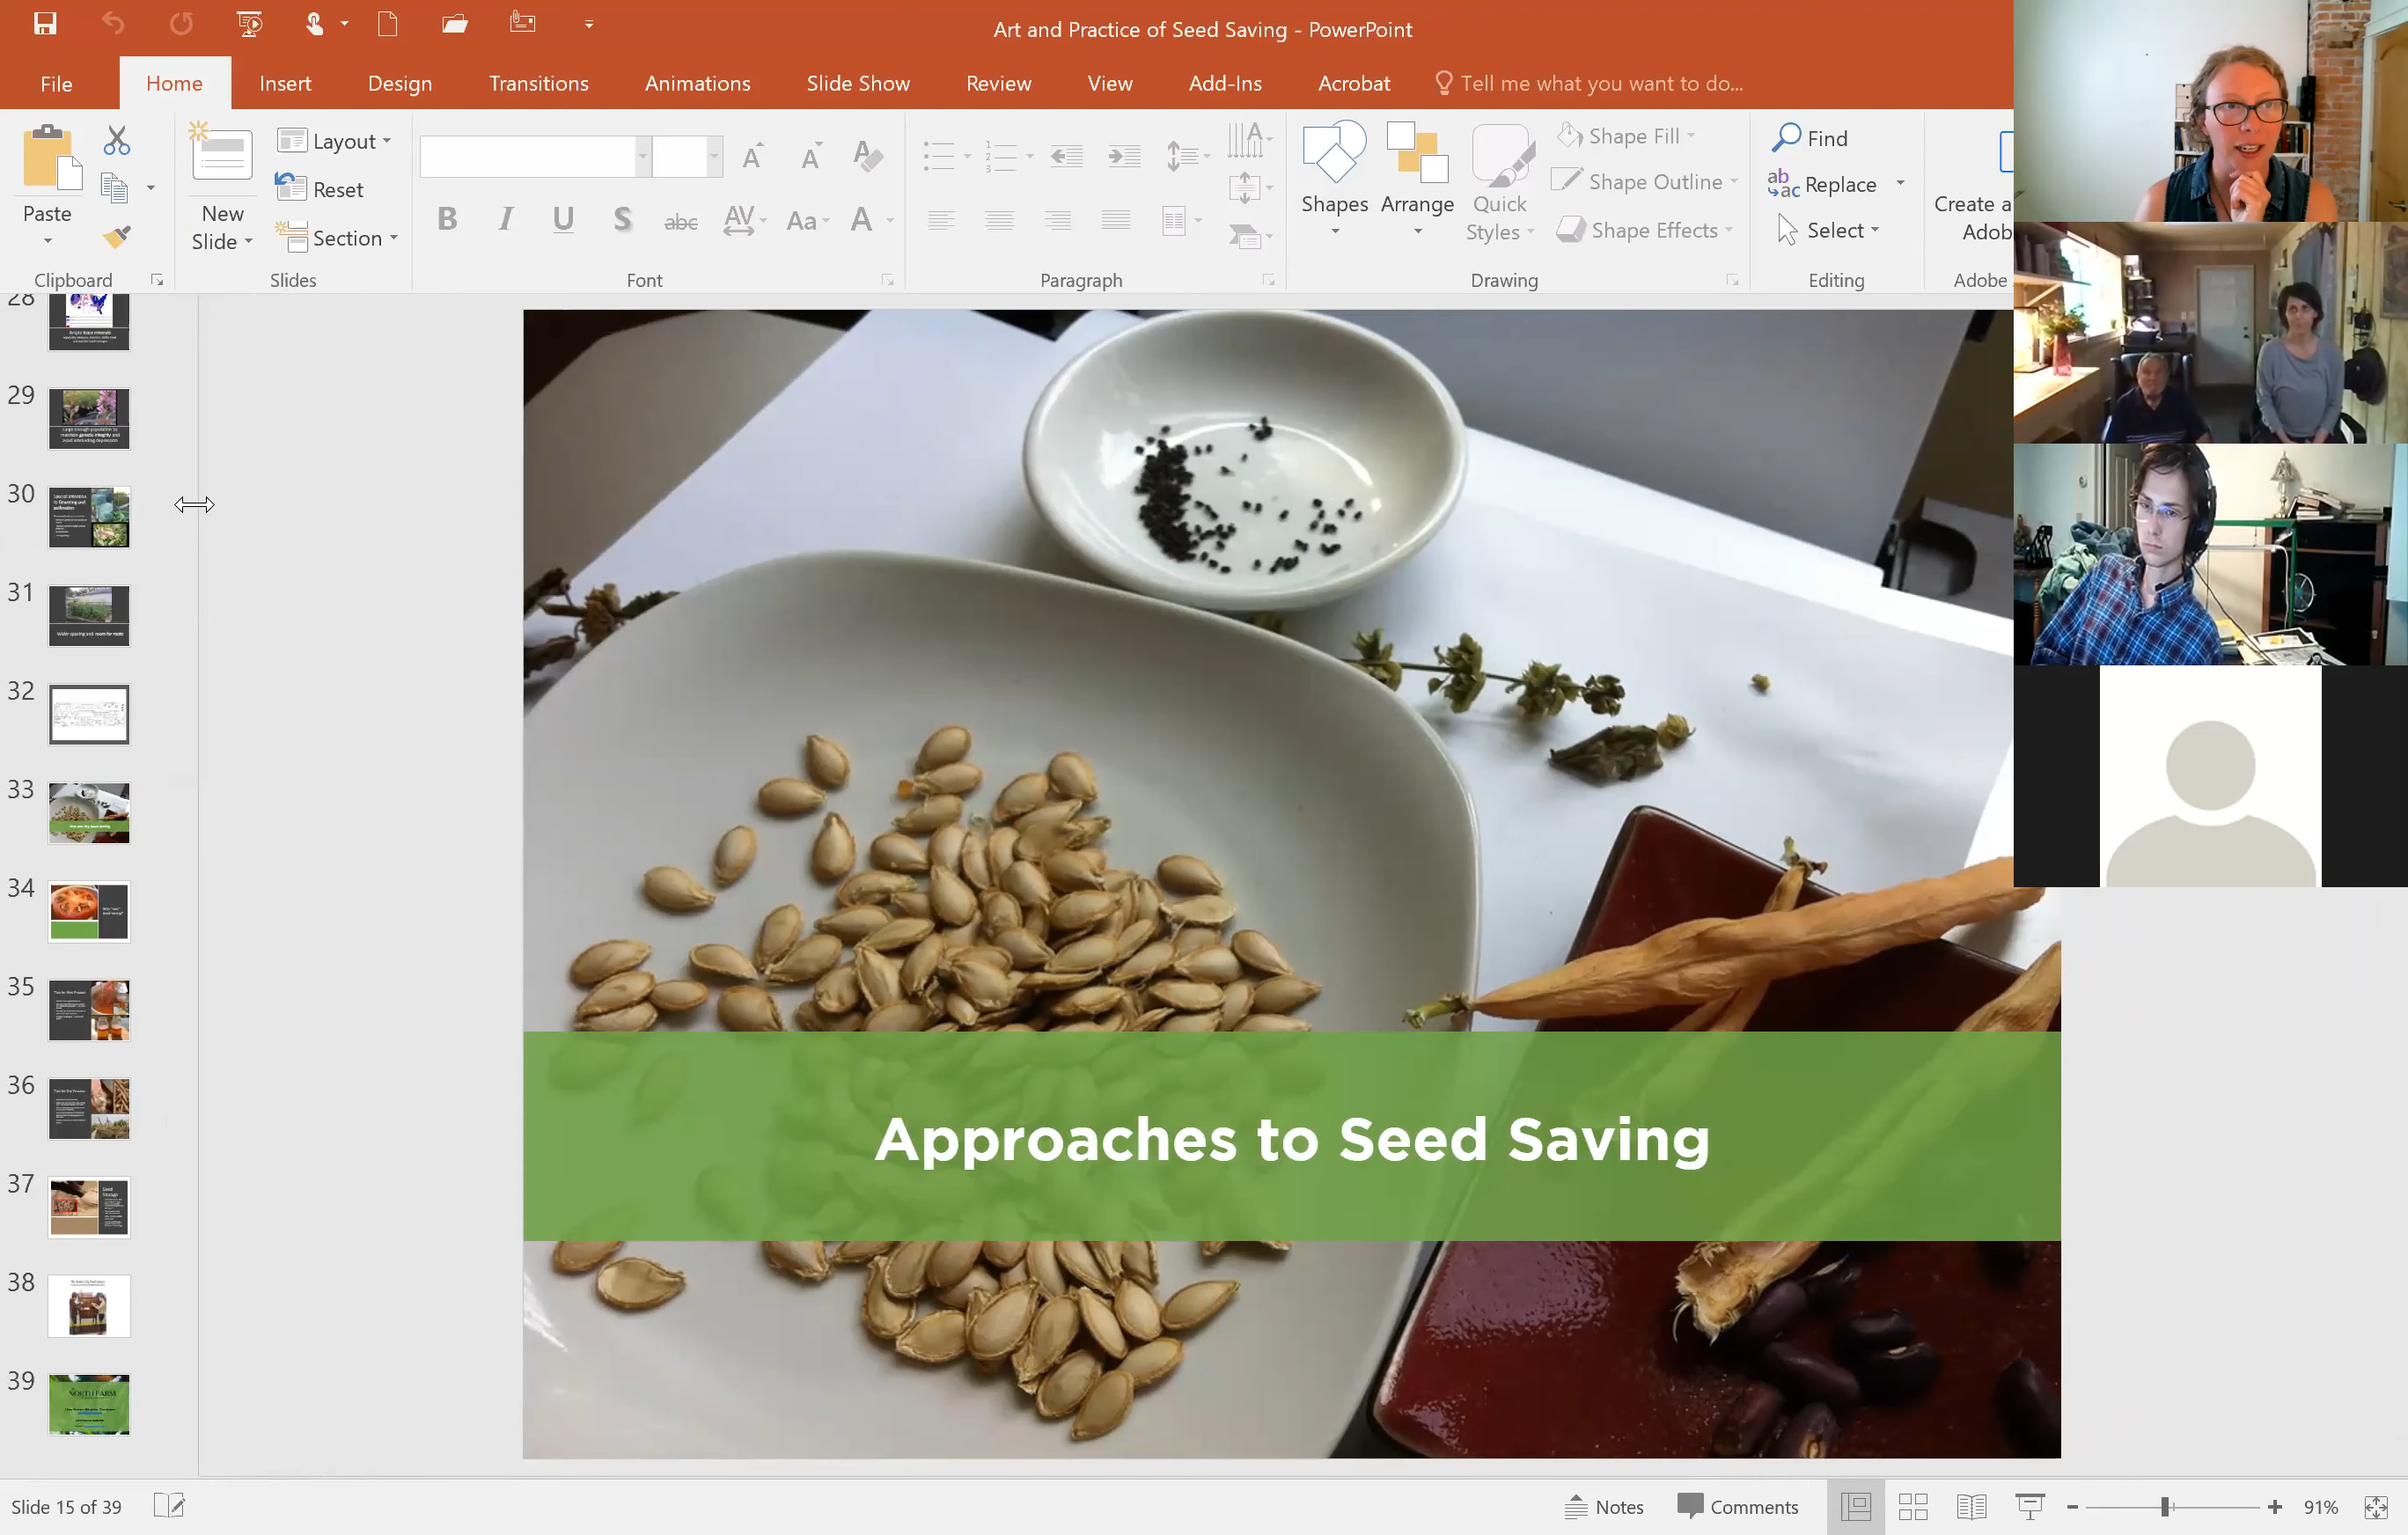 Art and Practice of Seed Saving - PowerPoint
File Home Insert Design Transitions Animations Slide Show Review View Add-Ins Acrobat Tell me what you want to do...
Paste
New Slide
Layout
Reset
Section
Clipboard
Slides
B I U S abc AV Aa A
Font
Paragraph
Shapes
Arrange
Quick Styles
Shape Fill
Shape Outline
Shape Effects
Drawing
Find
Replace
Select
Editing
Create a
Adob
Adobe
28
29
30
31
32
33
34
35
36
37
38
39
Approaches to Seed Saving
Slide 15 of 39
Notes
Comments
91%